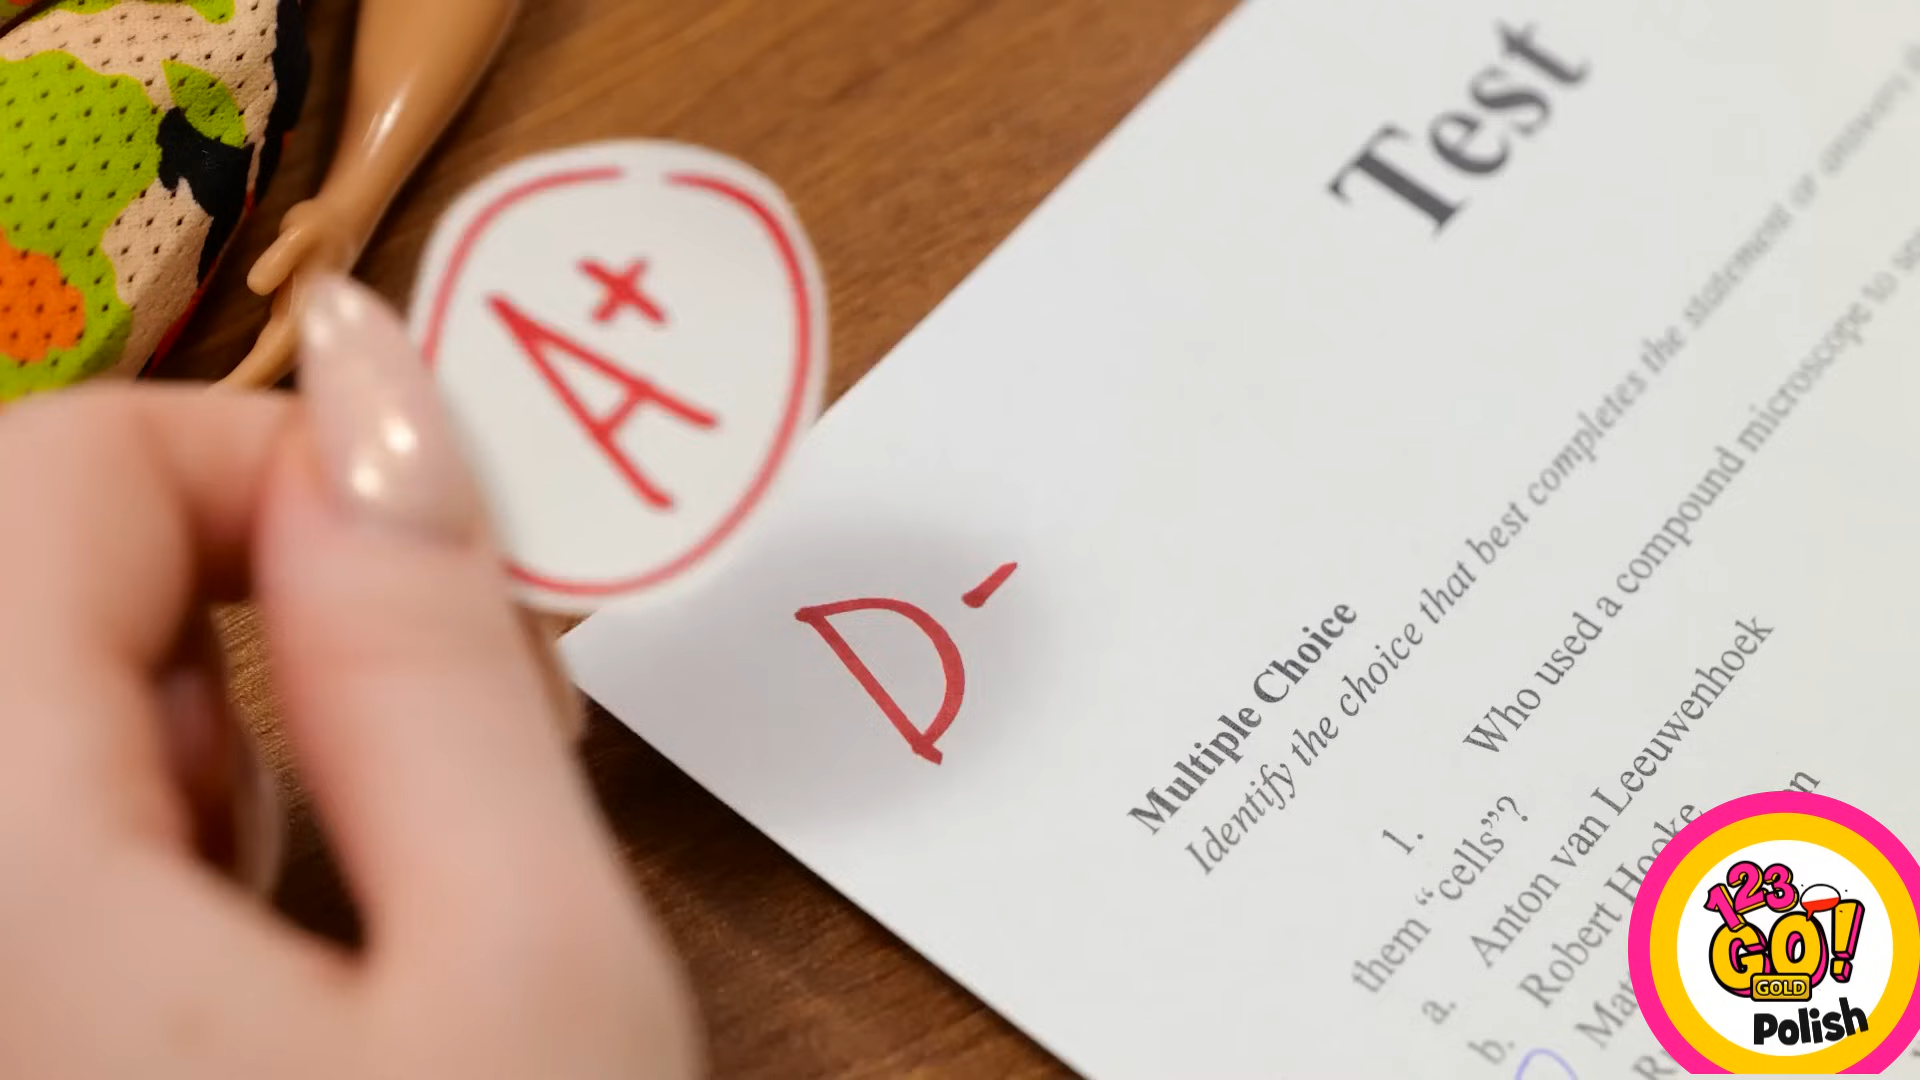 A+
Test
D-
Multiple Choice
Identify the choice that best completes the statement or answers
1. Who used a compound microscope to
them “cells”?
a. Anton van Leeuwenhoek
b. Robert Hooke
123
GO!
GOLD
Polish